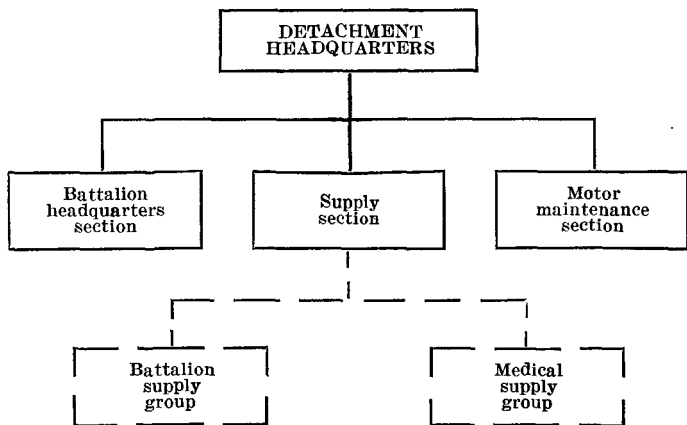 DETACHMENT
HEADQUARTERS
Battalion
headquarters
section
Supply
section
Motor
maintenance
section
Battalion
supply
group
Medical
supply
group